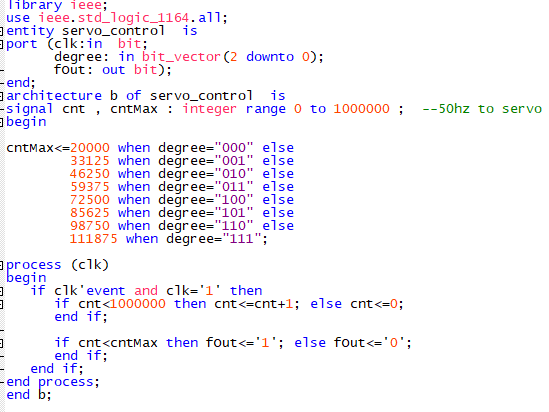 library ieee;
use ieee.std_logic_1164.all;
entity servo_control  is
port (clk:in  bit;
      degree: in bit_vector(2 downto 0);
      fOut: out bit);
end;
architecture b of servo_control  is
signal cnt , cntMax : integer range 0 to 1000000 ;  --50hz to servo
begin

cntMax<=20000 when degree="000" else
        33125 when degree="001" else
        46250 when degree="010" else
        59375 when degree="011" else
        72500 when degree="100" else
        85625 when degree="101" else
        98750 when degree="110" else
        111875 when degree="111";

process (clk)
begin
   if clk'event and clk='1' then
      if cnt<1000000 then cnt<=cnt+1; else cnt<=0;
      end if;

      if cnt<cntMax then fOut<='1'; else fOut<='0';
      end if;
   end if;
end process;
end b;